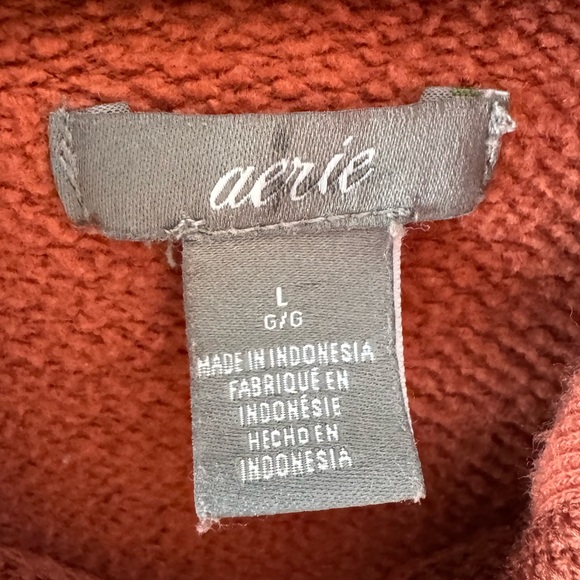 aerie
L
G/G
MADE IN INDONESIA
FABRIQUÉ EN
INDONÉSIE
HECHO EN
INDONESIA